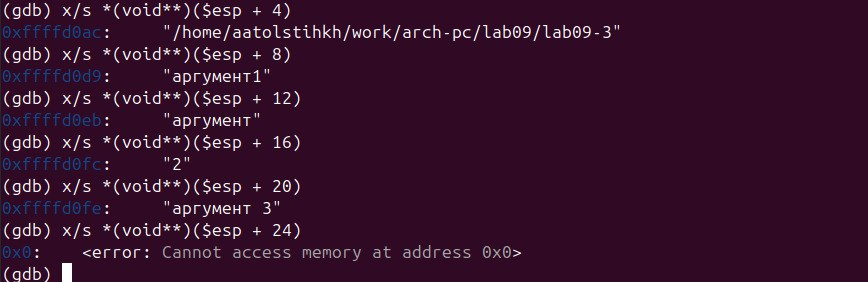 (gdb) x/s *(void**)($esp + 4)
0xffffd0ac:     "/home/aatolstihkh/work/arch-pc/lab09/lab09-3"
(gdb) x/s *(void**)($esp + 8)
0xffffd0d9:     "аргумент1"
(gdb) x/s *(void**)($esp + 12)
0xffffd0eb:     "аргумент"
(gdb) x/s *(void**)($esp + 16)
0xffffd0fc:     "2"
(gdb) x/s *(void**)($esp + 20)
0xffffd0fe:     "аргумент 3"
(gdb) x/s *(void**)($esp + 24)
0x0:    <error: Cannot access memory at address 0x0>
(gdb)